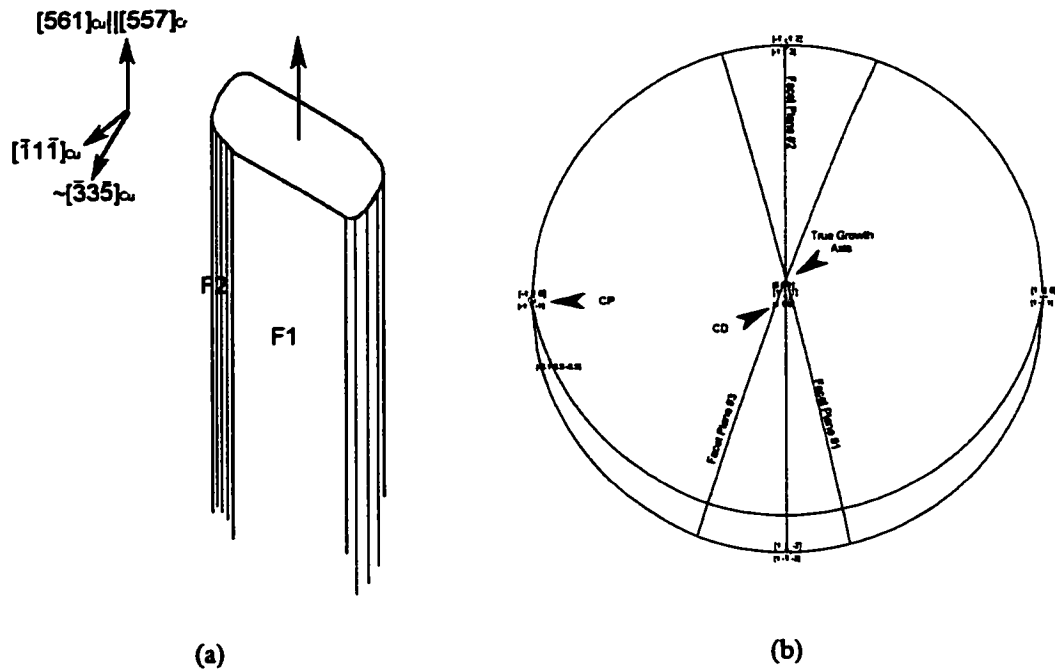 [561]Cu||[557]Cr
[1̄11̄]Cu
~[3̄35̄]Cu
F2
F1
(a)
Facet Plane #2
True Growth
Axis
CP
CD
Facet Plane #3
Facet Plane #1
(b)